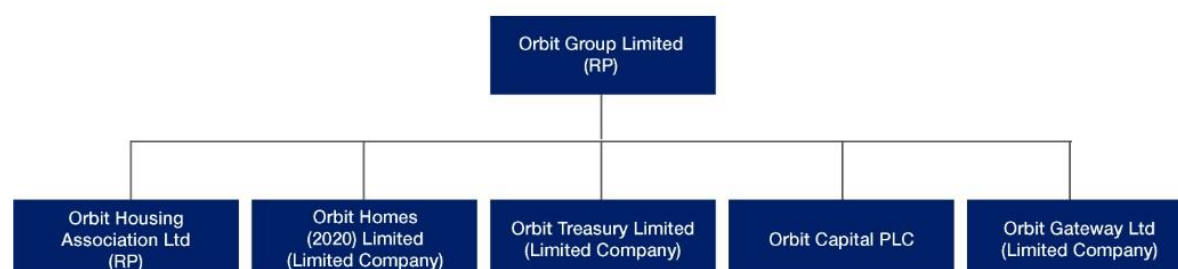 Orbit Group Limited
(RP)
Orbit Housing
Association Ltd
(RP)
Orbit Homes
(2020) Limited
(Limited Company)
Orbit Treasury Limited
(Limited Company)
Orbit Capital PLC
Orbit Gateway Ltd
(Limited Company)